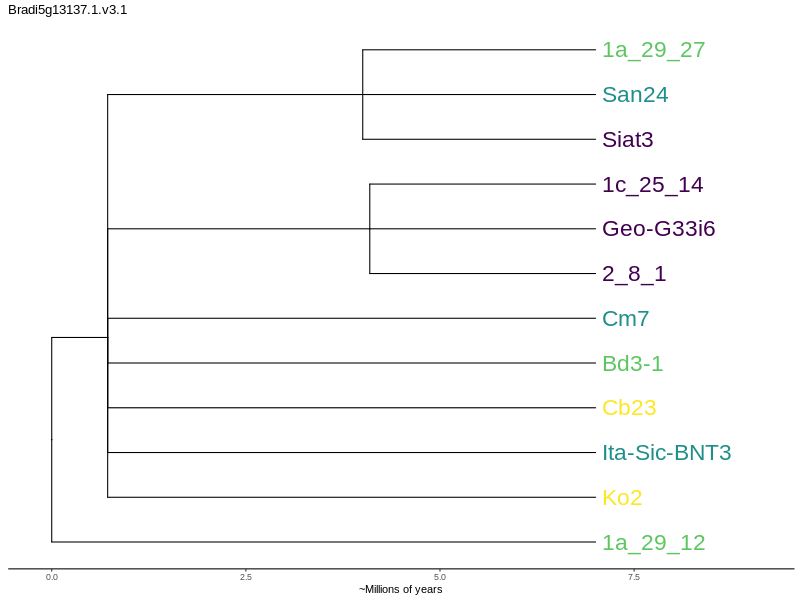 Bradi5g13137.1.v3.1
1a_29_27
San24
Siat3
1c_25_14
Geo-G33i6
2_8_1
Cm7
Bd3-1
Cb23
Ita-Sic-BNT3
Ko2
1a_29_12
0.0 2.5 5.0 7.5
~Millions of years